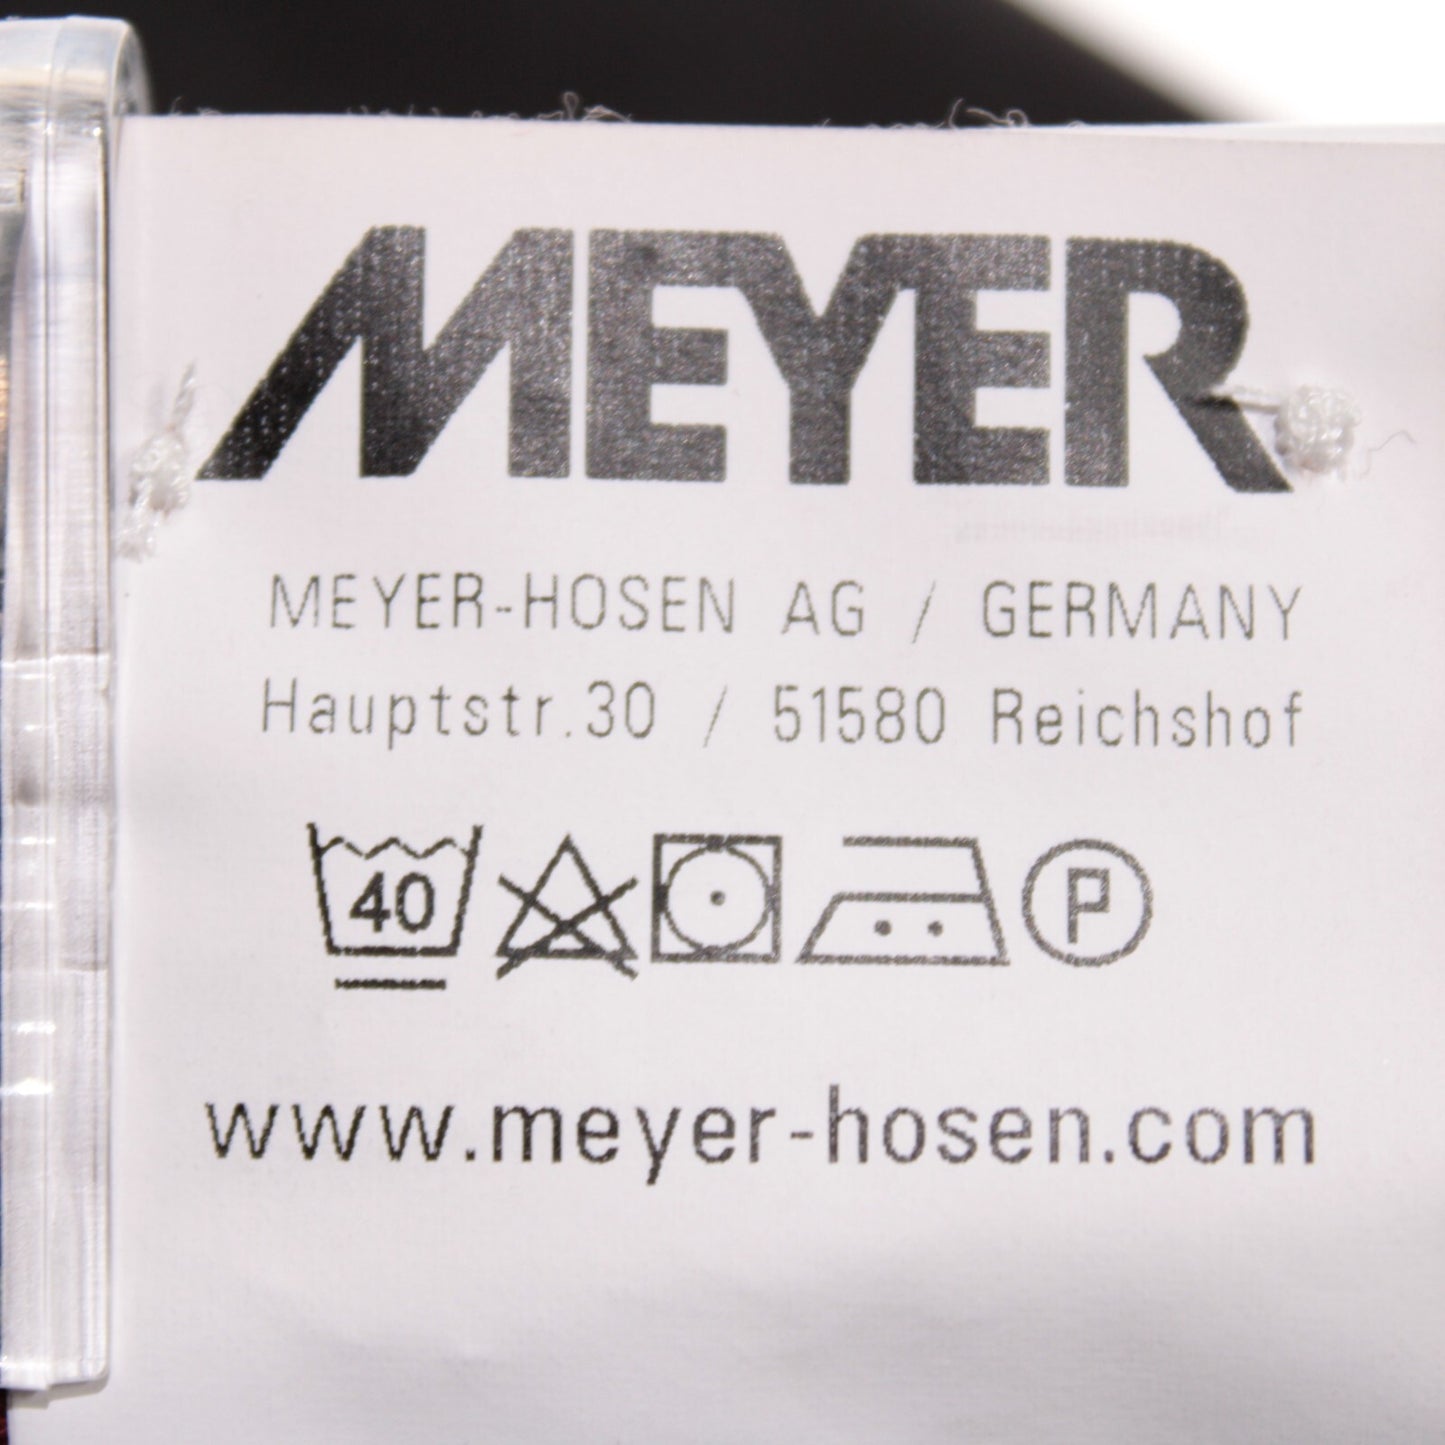 MEYER
MEYER-HOSEN AG / GERMANY
Hauptstr.30 / 51580 Reichshof
40 P
www.meyer-hosen.com